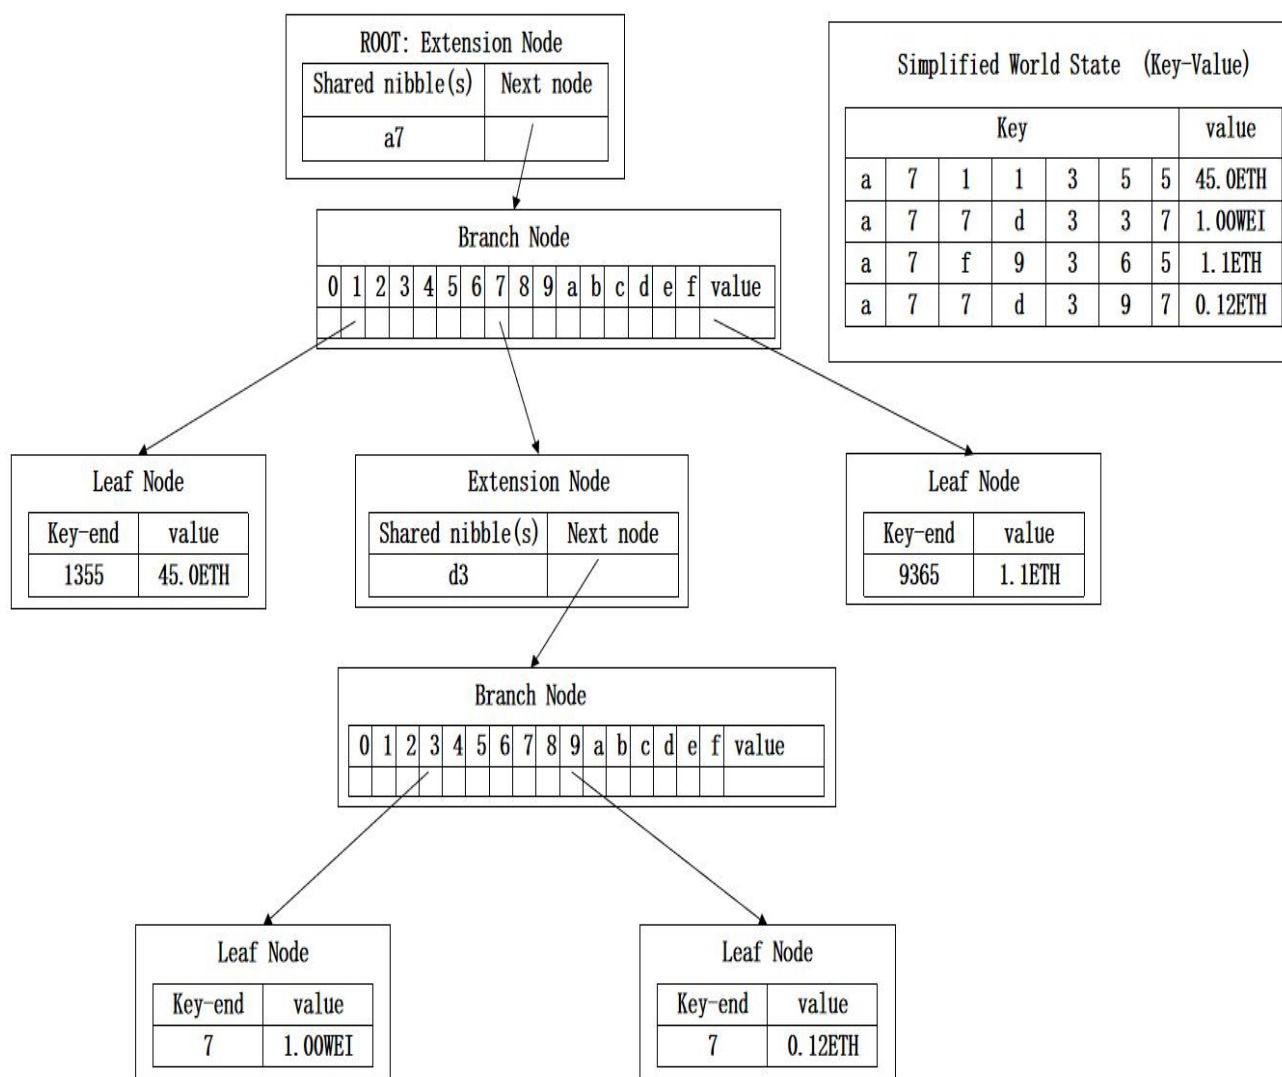 ROOT: Extension Node
Shared nibble(s) Next node
a7
Simplified World State (Key-Value)
Key value
a 7 1 1 3 5 5 45.0ETH
a 7 7 d 3 3 7 1.00WEI
a 7 f 9 3 6 5 1.1ETH
a 7 7 d 3 9 7 0.12ETH
Branch Node
0 1 2 3 4 5 6 7 8 9 a b c d e f value
Leaf Node
Key-end value
1355 45.0ETH
Extension Node
Shared nibble(s) Next node
d3
Leaf Node
Key-end value
9365 1.1ETH
Branch Node
0 1 2 3 4 5 6 7 8 9 a b c d e f value
Leaf Node
Key-end value
7 1.00WEI
Leaf Node
Key-end value
7 0.12ETH